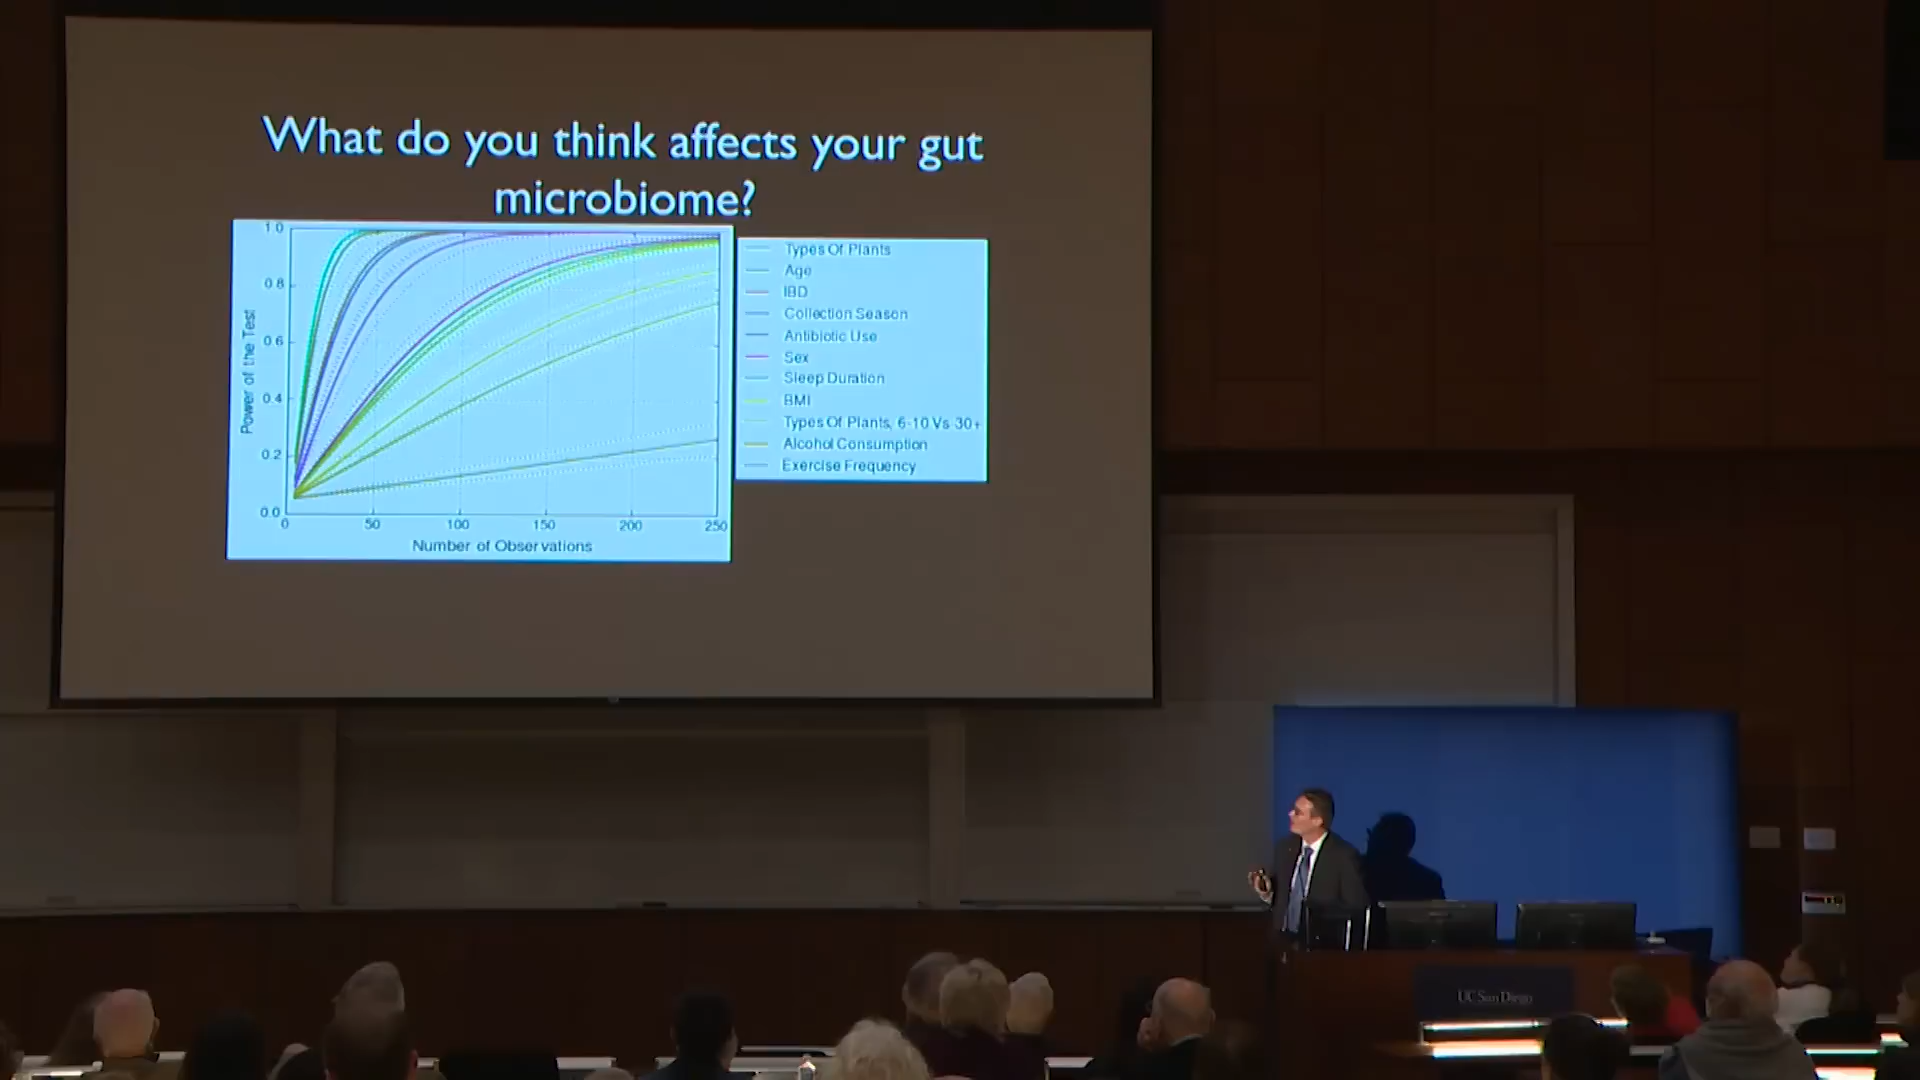 What do you think affects your gut
microbiome?
1.0
0.8
0.6
0.4
0.2
0.0
Power of the Test
0 50 100 150 200 250
Number of Observations
Types Of Plants
Age
IBD
Collection Season
Antibiotic Use
Sex
Sleep Duration
BMI
Types Of Plants, 6-10 Vs 30+
Alcohol Consumption
Exercise Frequency
UC San Diego